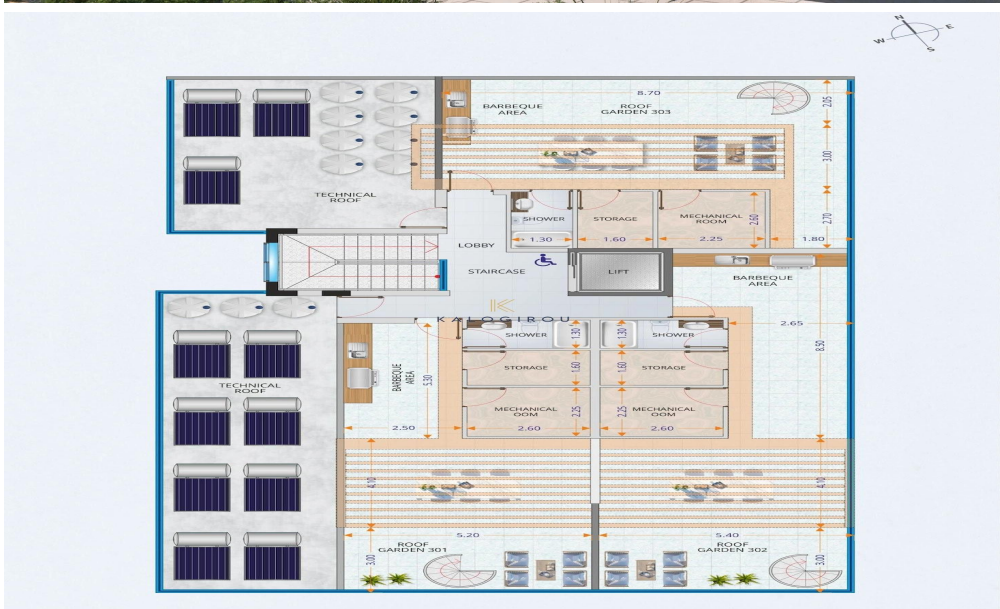 N
E
W
S
8.70
BARBEQUE
AREA
ROOF
GARDEN 303
2.05
3.00
TECHNICAL
ROOF
SHOWER
STORAGE
MECHANICAL
ROOM
2.60
2.70
1.30
1.60
2.25
1.80
LOBBY
STAIRCASE
LIFT
BARBEQUE
AREA
K
KALOGIROU
2.65
SHOWER
1.30
1.30
SHOWER
8.50
BARBEQUE
AREA
5.30
STORAGE
1.60
1.60
STORAGE
TECHNICAL
ROOF
MECHANICAL
OOM
2.25
2.25
MECHANICAL
OOM
2.50
2.60
2.60
4.10
4.10
5.20
5.40
ROOF
GARDEN 301
ROOF
GARDEN 302
3.00
3.00